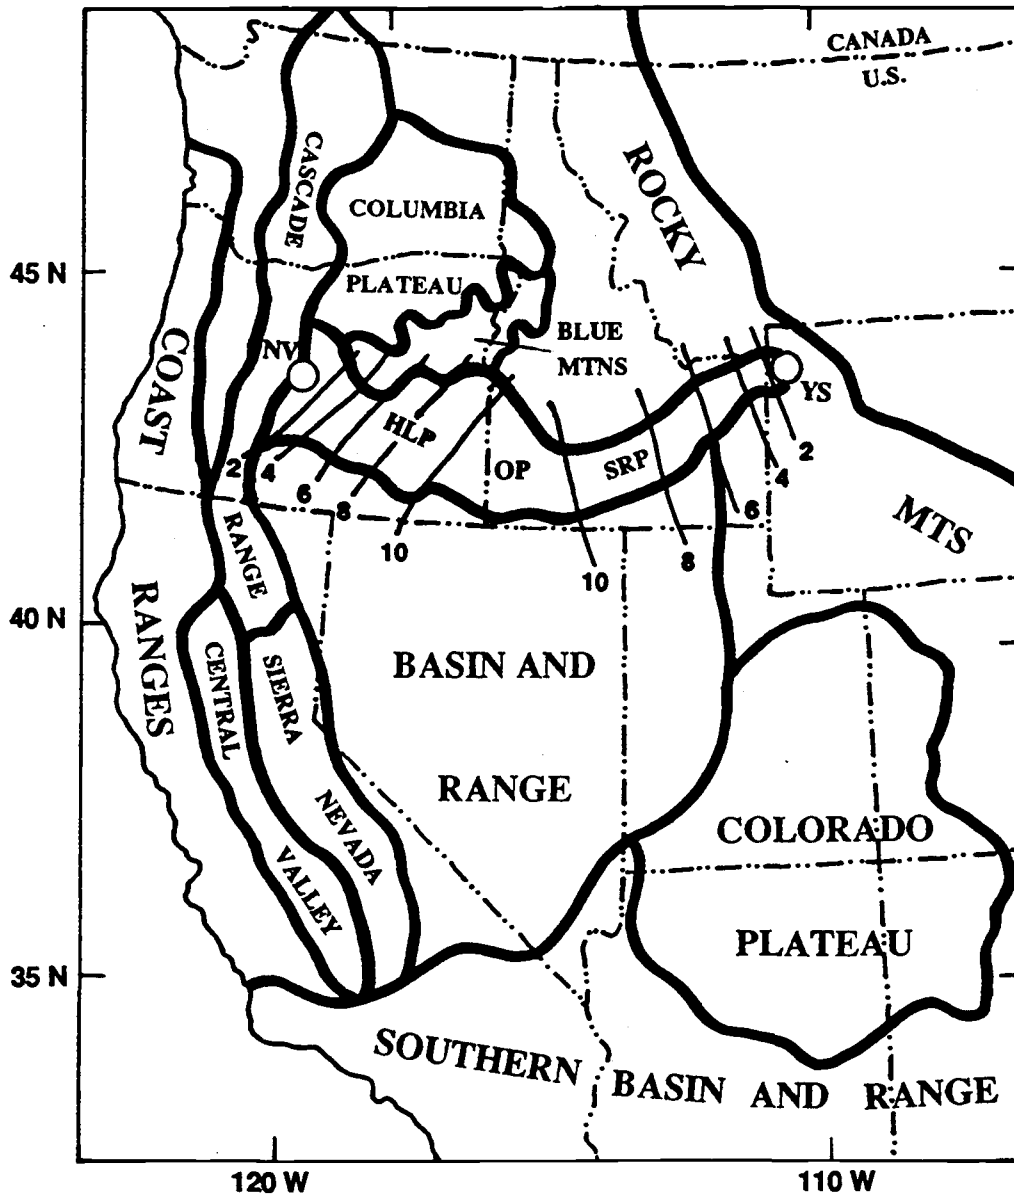 CANADA
U.S.
CASCADE
RANGE
ROCKY
MTS
COLUMBIA
PLATEAU
45 N
BLUE
MTNS
NV
YS
COAST
RANGES
HLP
OP
SRP
2
4
6
8
10
10
8
6
4
2
40 N
CENTRAL
VALLEY
SIERRA
NEVADA
BASIN AND
RANGE
COLORADO
PLATEAU
35 N
SOUTHERN BASIN AND RANGE
120 W
110 W